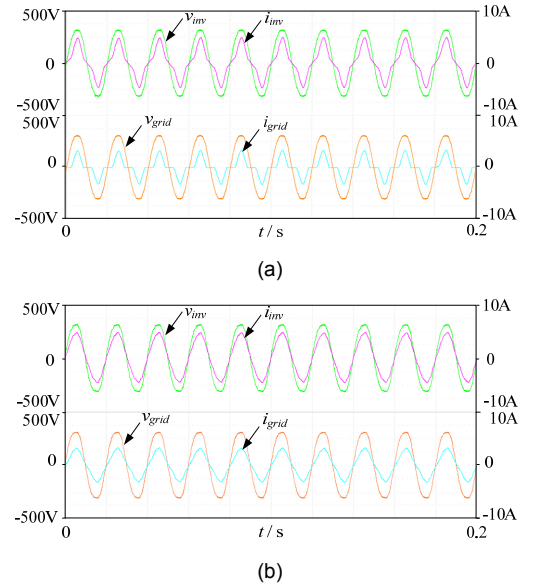 500V
v_inv
i_inv
10A
0
0
-500V
-10A
500V
v_grid
i_grid
10A
0
0
-500V
-10A
0
t / s
0.2
(a)
500V
v_inv
i_inv
10A
0
0
-500V
-10A
500V
v_grid
i_grid
10A
0
0
-500V
-10A
0
t / s
0.2
(b)